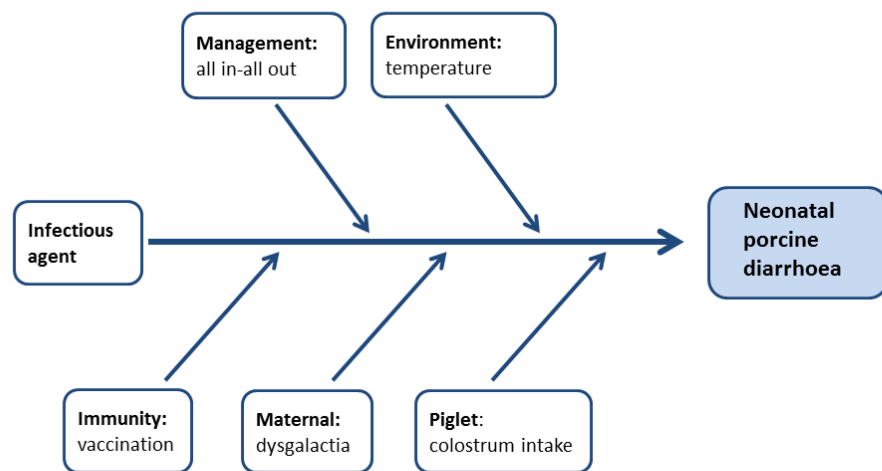 Management:
all in-all out
Environment:
temperature
Infectious
agent
Neonatal
porcine
diarrhoea
Immunity:
vaccination
Maternal:
dysgalactia
Piglet:
colostrum intake